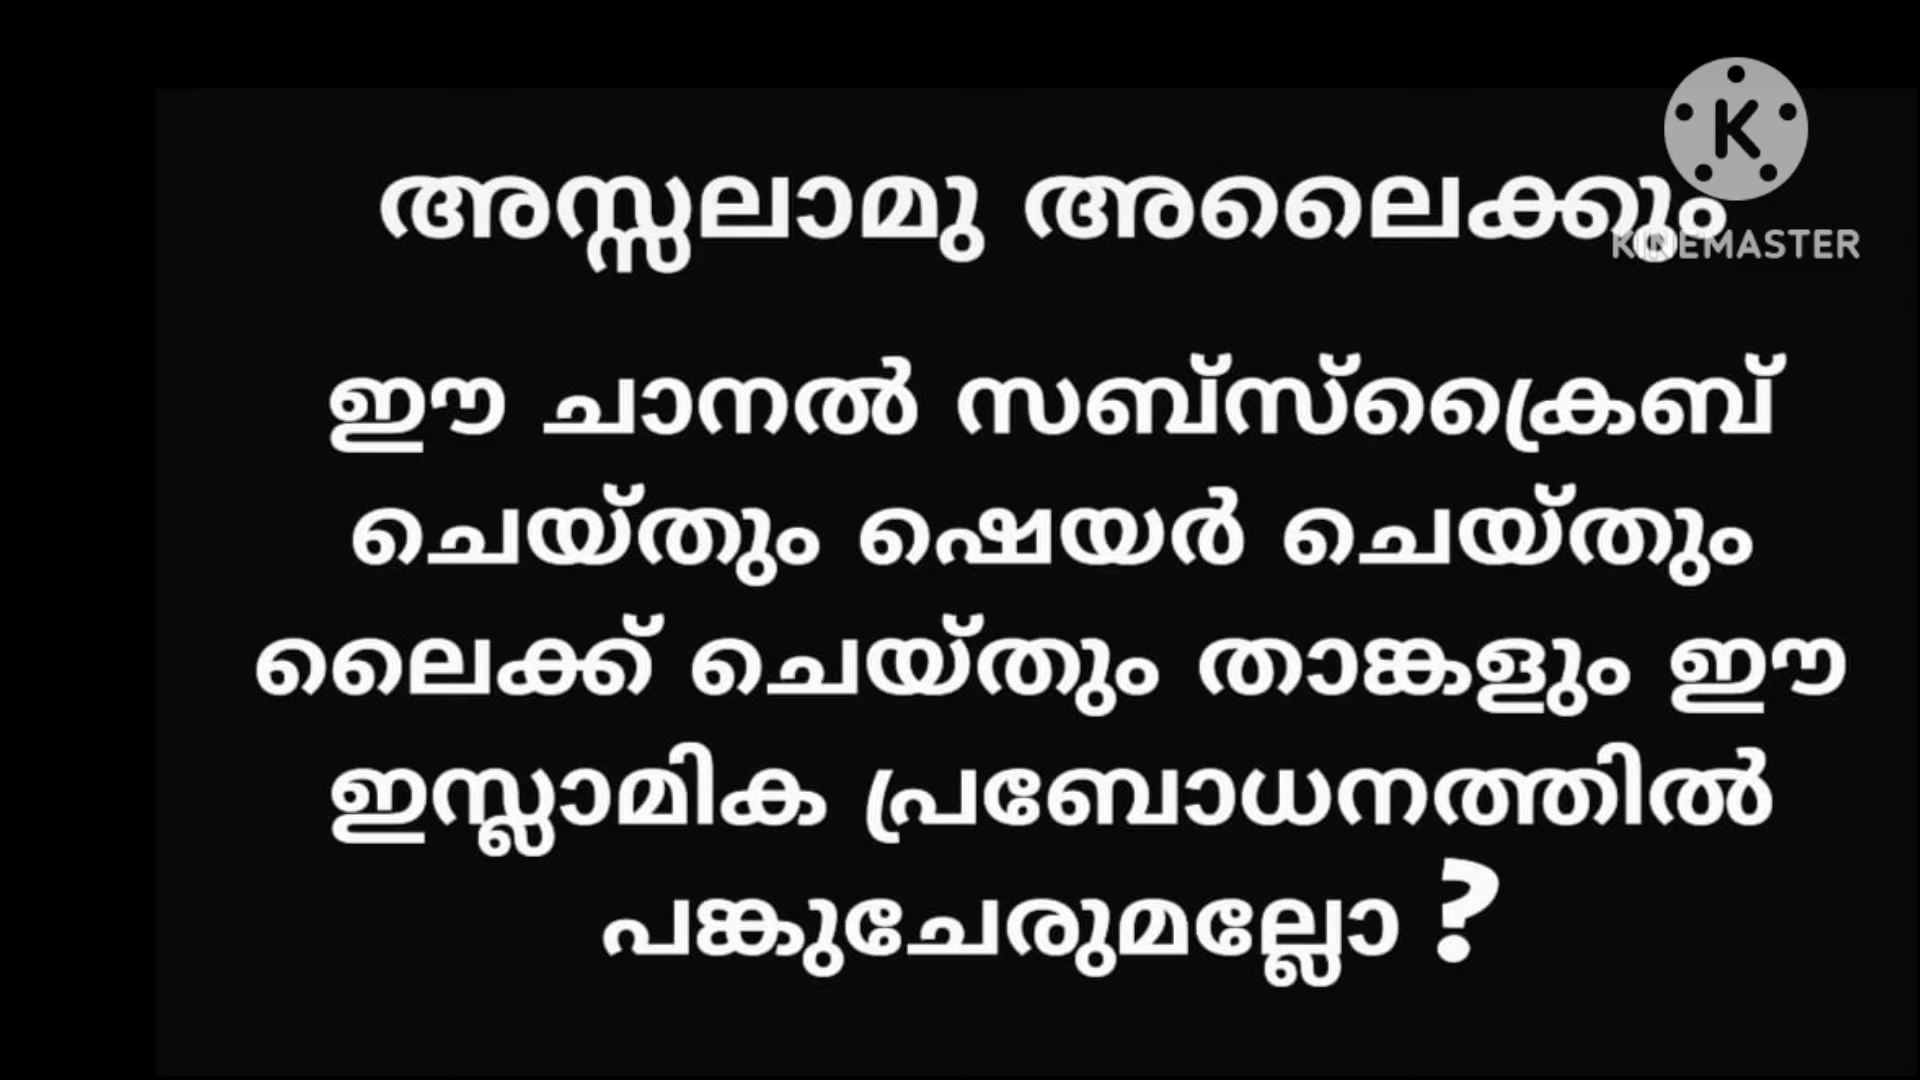 അസ്സലാമു അലൈക്കും
KINEMASTER
ഈ ചാനൽ സബ്സ്ക്രൈബ്
ചെയ്തും ഷെയർ ചെയ്തും
ലൈക്ക് ചെയ്തും താങ്കളും ഈ
ഇസ്ലാമിക പ്രബോധനത്തിൽ
പങ്കുചേരുമല്ലോ ?